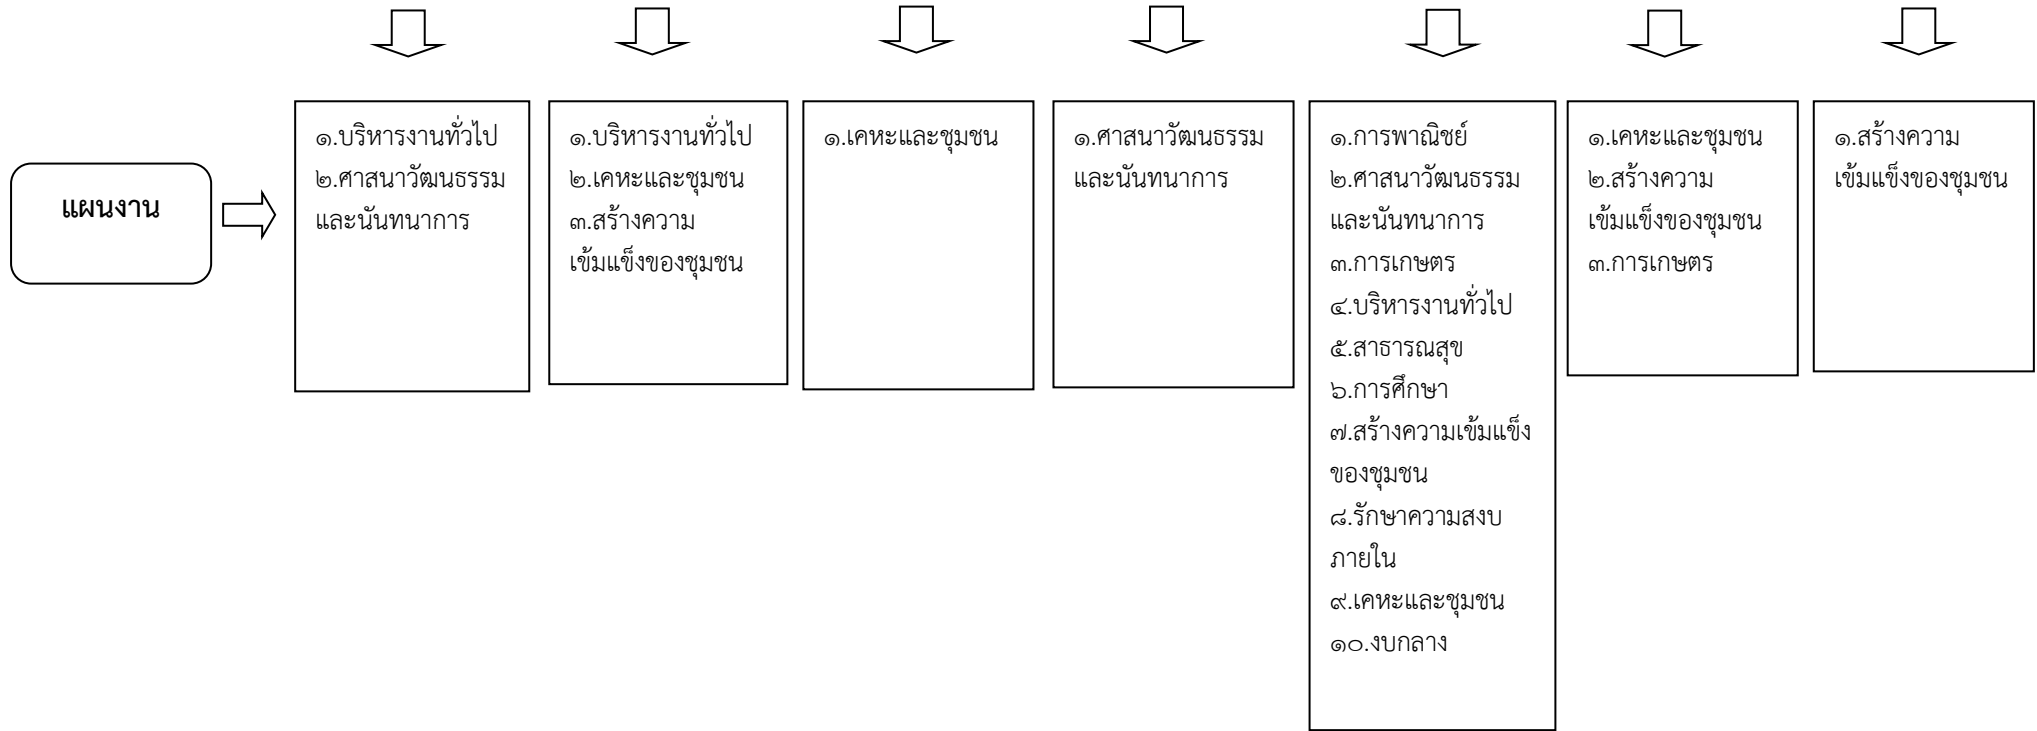 แผนงาน
๑.บริหารงานทั่วไป
๒.ศาสนาวัฒนธรรม
และนันทนาการ
๑.บริหารงานทั่วไป
๒.เคหะและชุมชน
๓.สร้างความ
เข้มแข็งของชุมชน
๑.เคหะและชุมชน
๑.ศาสนาวัฒนธรรม
และนันทนาการ
๑.การพาณิชย์
๒.ศาสนาวัฒนธรรม
และนันทนาการ
๓.การเกษตร
๔.บริหารงานทั่วไป
๕.สาธารณสุข
๖.การศึกษา
๗.สร้างความเข้มแข็ง
ของชุมชน
๘.รักษาความสงบ
ภายใน
๙.เคหะและชุมชน
๑๐.งบกลาง
๑.เคหะและชุมชน
๒.สร้างความ
เข้มแข็งของชุมชน
๓.การเกษตร
๑.สร้างความ
เข้มแข็งของชุมชน